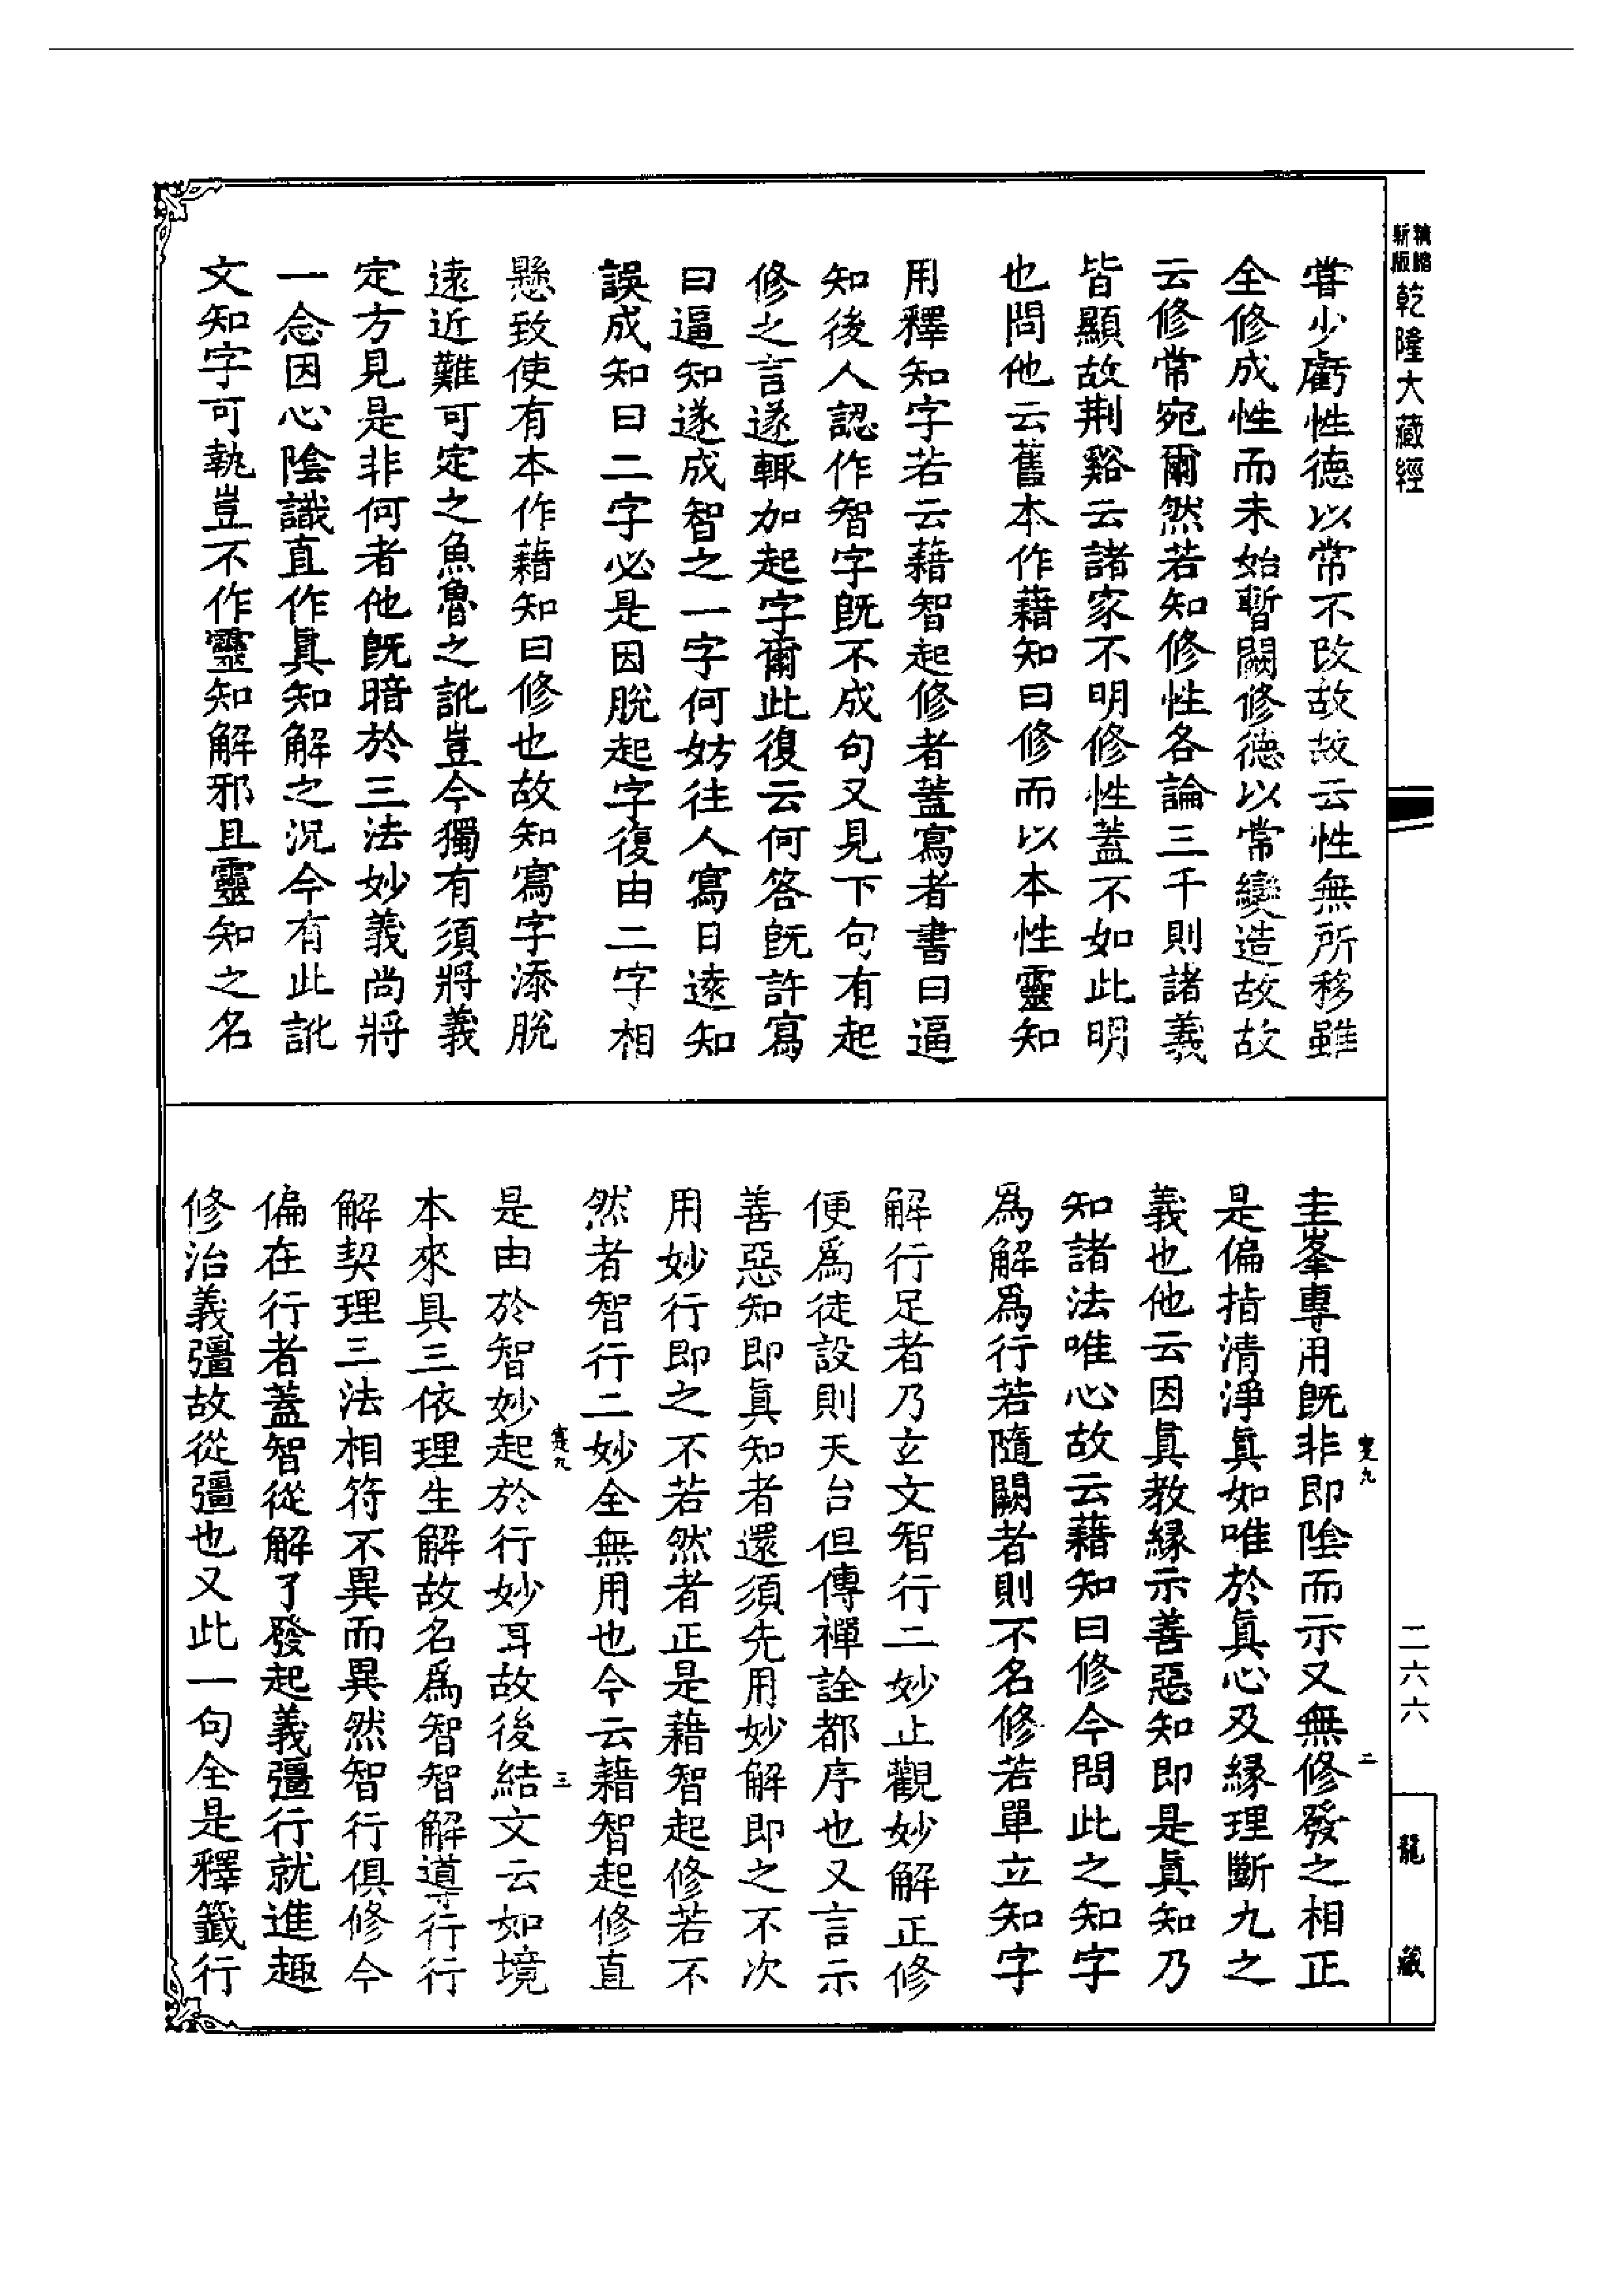 新版
精縮
乾隆大藏經
嘗少虧性德以常不改故故云性無所移雖
全修成性而未始暫闕修德以常變造故故
云修常宛爾然若知修性各論三千則諸義
皆顯故荆谿云諸家不明修性蓋不如此明
也問他云舊本作藉知曰修而以本性靈知
用釋知字若云藉智起修者蓋寫者書曰逼
知後人認作智字旣不成句又見下句有起
修之言遂輒加起字爾此復云何答旣許寫
曰逼知遂成智之一字何妨往人寫日遠知
誤成知曰二字必是因脫起字復由二字相
懸致使有本作藉知曰修也故知寫字添脫
遠近難可定之魚魯之訛豈今獨有須將義
定方見是非何者他旣暗於三法妙義尚將
一念因心陰識直作眞知解之況今有此訛
文知字可執豈不作靈知解邪且靈知之名
圭峯專用旣非即陰而示又無修發之相正
是偏指清淨眞如唯於眞心及緣理斷九之
義也他云因眞教緣示善惡知即是眞知乃
知諸法唯心故云藉知曰修今問此之知字
爲解爲行若隨闕者則不名修若單立知字
解行足者乃玄文智行二妙止觀妙解正修
便爲徒設則天台但傳禪詮都序也又言示
善惡知即眞知者還須先用妙解即之不次
用妙行即之不若然者正是藉智起修若不
然者智行二妙全無用也今云藉智起修直
是由於智妙起於行妙耳故後結文云如境
本來具三依理生解故名爲智智解導行行
解契理三法相符不異而異然智行俱修今
偏在行者蓋智從解了發起義彊行就進趣
修治義彊故從彊也又此一句全是釋籤行
二六六
龍藏